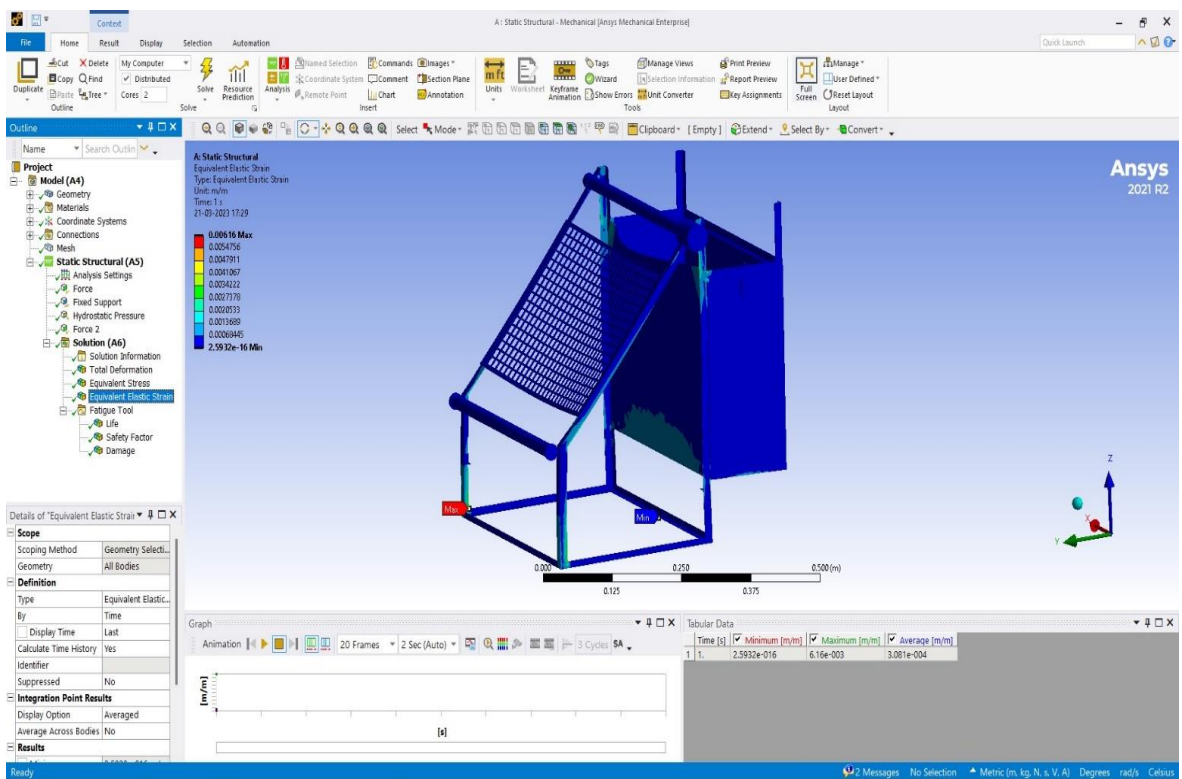 Context
A : Static Structural - Mechanical [Ansys Mechanical Enterprise]
File Home Result Display Selection Automation
Quick Launch
Duplicate
Cut Delete
Copy Find
Paste Tree
Outline
My Computer
Distributed
Cores 2
Solve
Resource Prediction
Solve
Analysis
Named Selection Commands Images
Coordinate System Comment Section Plane
Remote Point Chart Annotation
Insert
Units Worksheet Keyframe Animation
Tags Manage Views Print Preview
Wizard Selection Information Report Preview
Show Errors Unit Converter Key Assignments
Tools
Full Screen
Manage
User Defined
Reset Layout
Layout
Outline
Name Search Outlin
Select Mode Clipboard [ Empty ] Extend Select By Convert
Project
Model (A4)
Geometry
Materials
Coordinate Systems
Connections
Mesh
Static Structural (A5)
Analysis Settings
Force
Fixed Support
Hydrostatic Pressure
Force 2
Solution (A6)
Solution Information
Total Deformation
Equivalent Stress
Equivalent Elastic Strain
Fatigue Tool
Life
Safety Factor
Damage
A: Static Structural
Equivalent Elastic Strain
Type: Equivalent Elastic Strain
Unit: m/m
Time: 1 s
21-03-2023 17:29
0.00616 Max
0.0054756
0.0047911
0.0041067
0.0034222
0.0027378
0.0020533
0.0013689
0.00068445
2.5932e-16 Min
Ansys
2021 R2
Max
Min
Z
X
Y
0.000 0.250 0.500 (m)
0.125 0.375
Details of "Equivalent Elastic Strair
Scope
Scoping Method Geometry Selecti...
Geometry All Bodies
Definition
Type Equivalent Elastic...
By Time
Display Time Last
Calculate Time History Yes
Identifier
Suppressed No
Integration Point Results
Display Option Averaged
Average Across Bodies No
Results
Graph
Animation 20 Frames 2 Sec (Auto) 3 Cycles
[m/m]
[s]
Tabular Data
Time [s] Minimum [m/m] Maximum [m/m] Average [m/m]
1 1. 2.5932e-016 6.16e-003 3.081e-004
Ready
2 Messages No Selection Metric (m, kg, N, s, V, A) Degrees rad/s Celsius